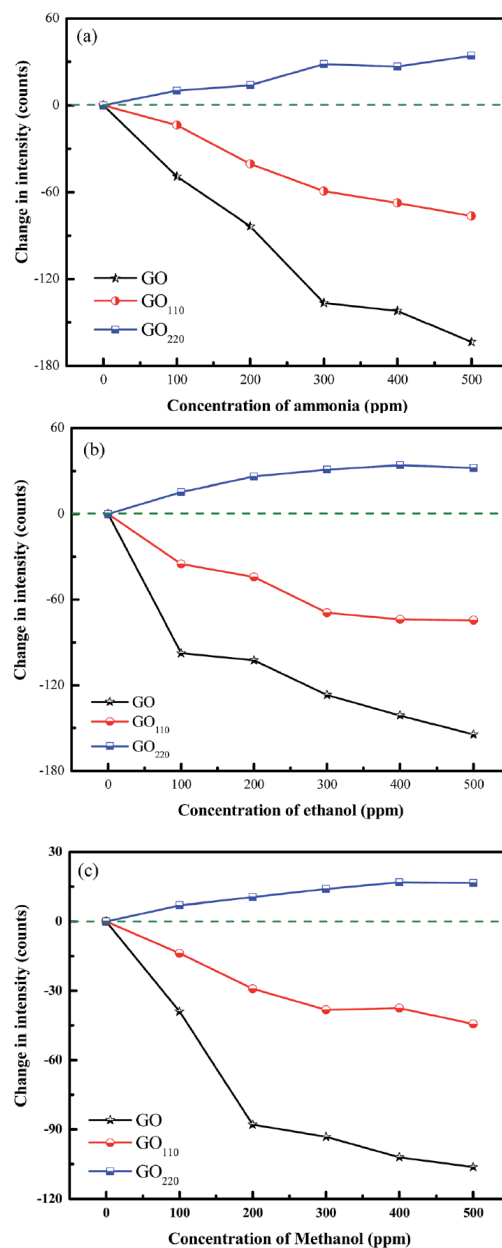 (a)
Change in intensity (counts)
60
0
-60
-120
-180
GO
GO₁₁₀
GO₂₂₀
0 100 200 300 400 500
Concentration of ammonia (ppm)
(b)
Change in intensity (counts)
60
0
-60
-120
-180
GO
GO₁₁₀
GO₂₂₀
0 100 200 300 400 500
Concentration of ethanol (ppm)
(c)
Change in intensity (counts)
30
0
-30
-60
-90
-120
GO
GO₁₁₀
GO₂₂₀
0 100 200 300 400 500
Concentration of Methanol (ppm)